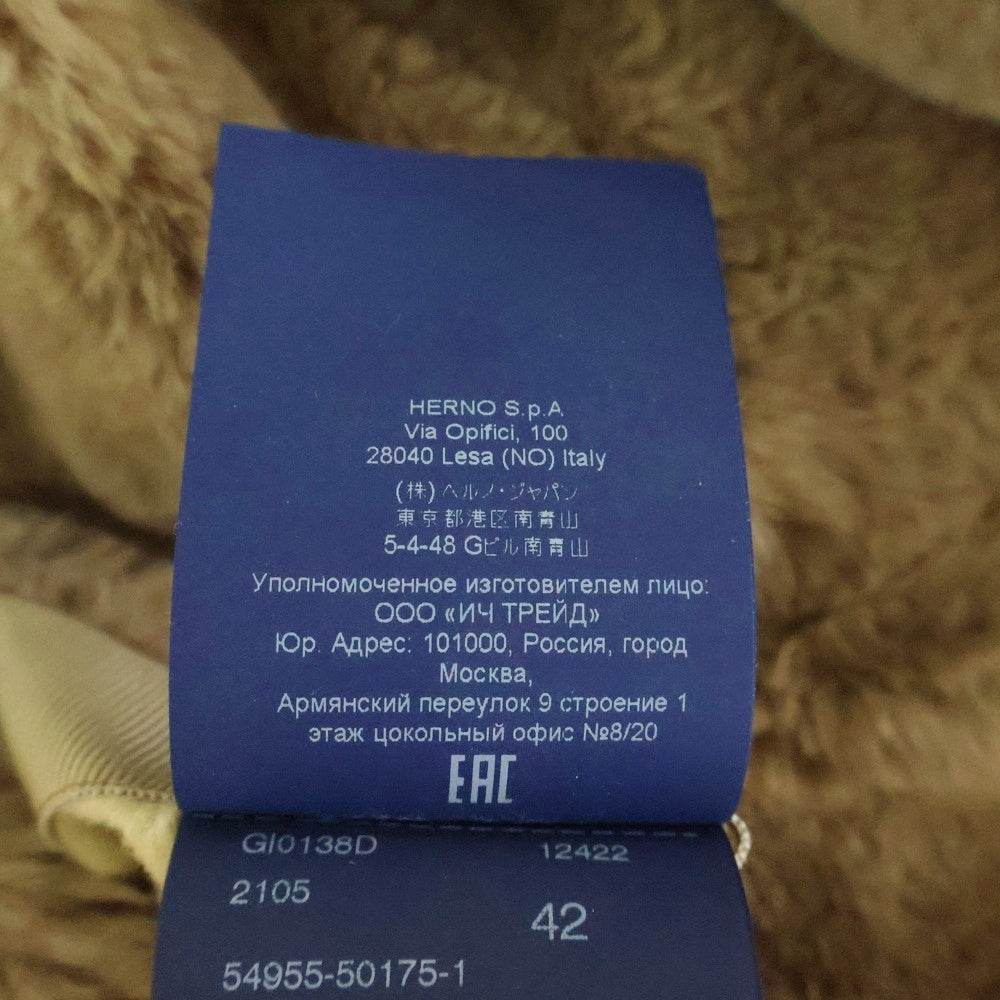 HERNO S.p.A
Via Opifici, 100
28040 Lesa (NO) Italy
(株) ヘルノ・ジャパン
東京都港区南青山
5-4-48 Gビル南青山
Уполномоченное изготовителем лицо:
ООО «ИЧ ТРЕЙД»
Юр. Адрес: 101000, Россия, город
Москва,
Армянский переулок 9 строение 1
этаж цокольный офис №8/20
EAC
GI0138D 12422
2105
42
54955-50175-1